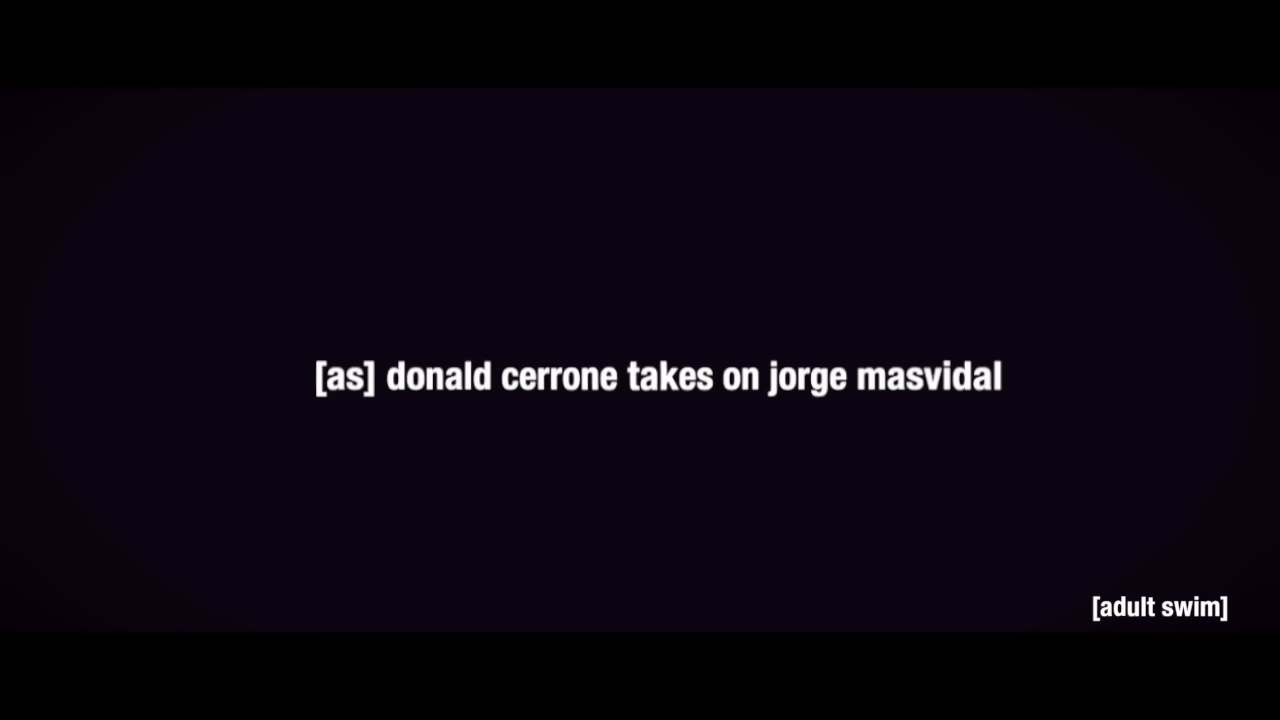 [as] donald cerrone takes on jorge masvidal
[adult swim]